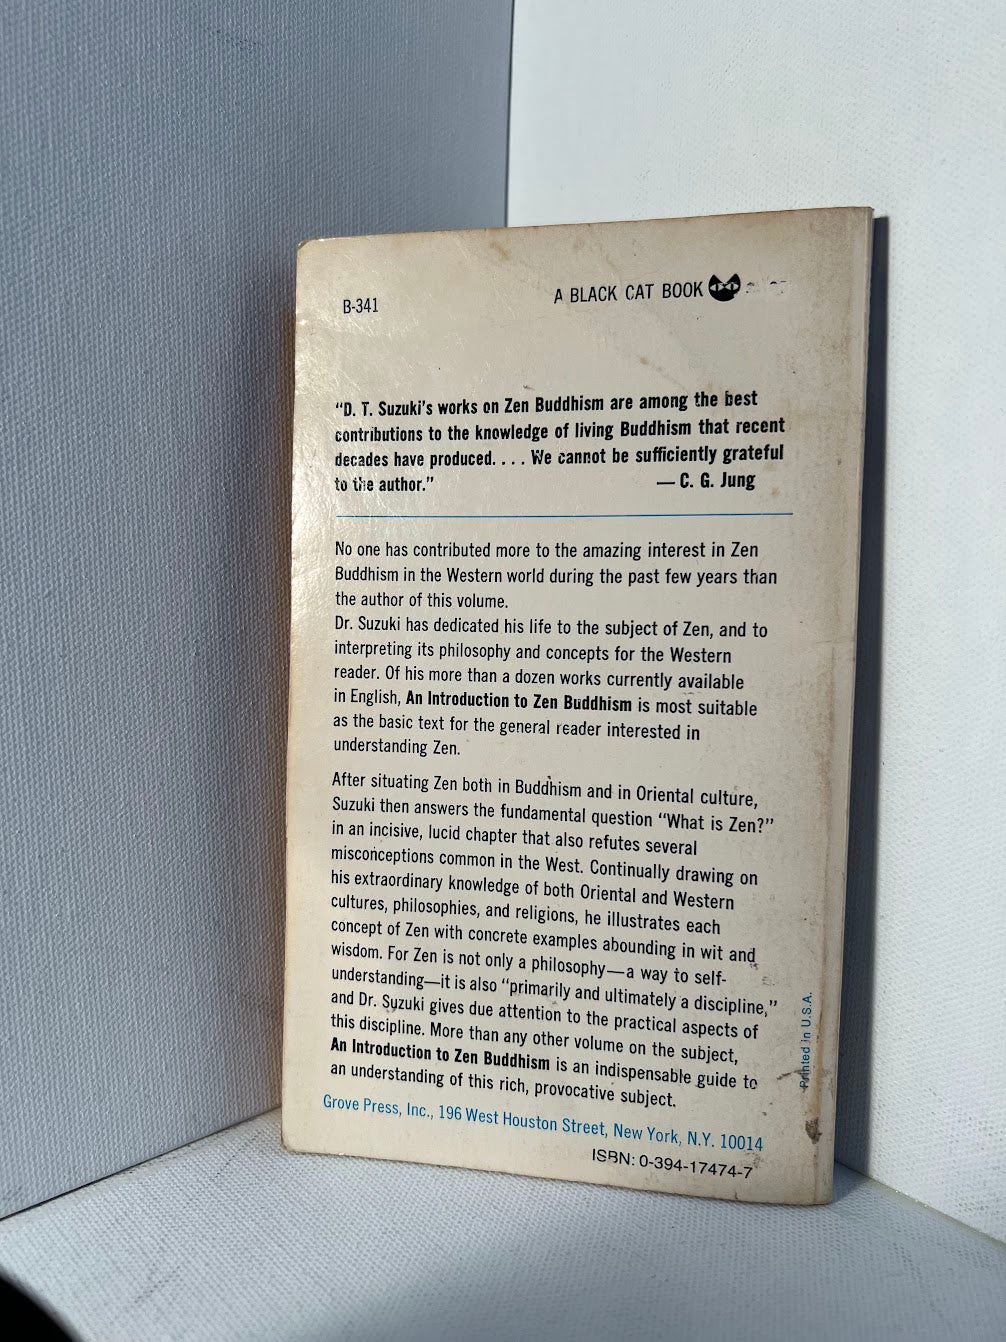 B-341
A BLACK CAT BOOK
“D. T. Suzuki’s works on Zen Buddhism are among the best
contributions to the knowledge of living Buddhism that recent
decades have produced. . . . We cannot be sufficiently grateful
to the author.” — C. G. Jung
No one has contributed more to the amazing interest in Zen
Buddhism in the Western world during the past few years than
the author of this volume.
Dr. Suzuki has dedicated his life to the subject of Zen, and to
interpreting its philosophy and concepts for the Western
reader. Of his more than a dozen works currently available
in English, An Introduction to Zen Buddhism is most suitable
as the basic text for the general reader interested in
understanding Zen.
After situating Zen both in Buddhism and in Oriental culture,
Suzuki then answers the fundamental question “What is Zen?”
in an incisive, lucid chapter that also refutes several
misconceptions common in the West. Continually drawing on
his extraordinary knowledge of both Oriental and Western
cultures, philosophies, and religions, he illustrates each
concept of Zen with concrete examples abounding in wit and
wisdom. For Zen is not only a philosophy—a way to self-
understanding—it is also “primarily and ultimately a discipline,”
and Dr. Suzuki gives due attention to the practical aspects of
this discipline. More than any other volume on the subject,
An Introduction to Zen Buddhism is an indispensable guide to
an understanding of this rich, provocative subject.
Grove Press, Inc., 196 West Houston Street, New York, N.Y. 10014
ISBN: 0-394-17474-7
Printed in U.S.A.